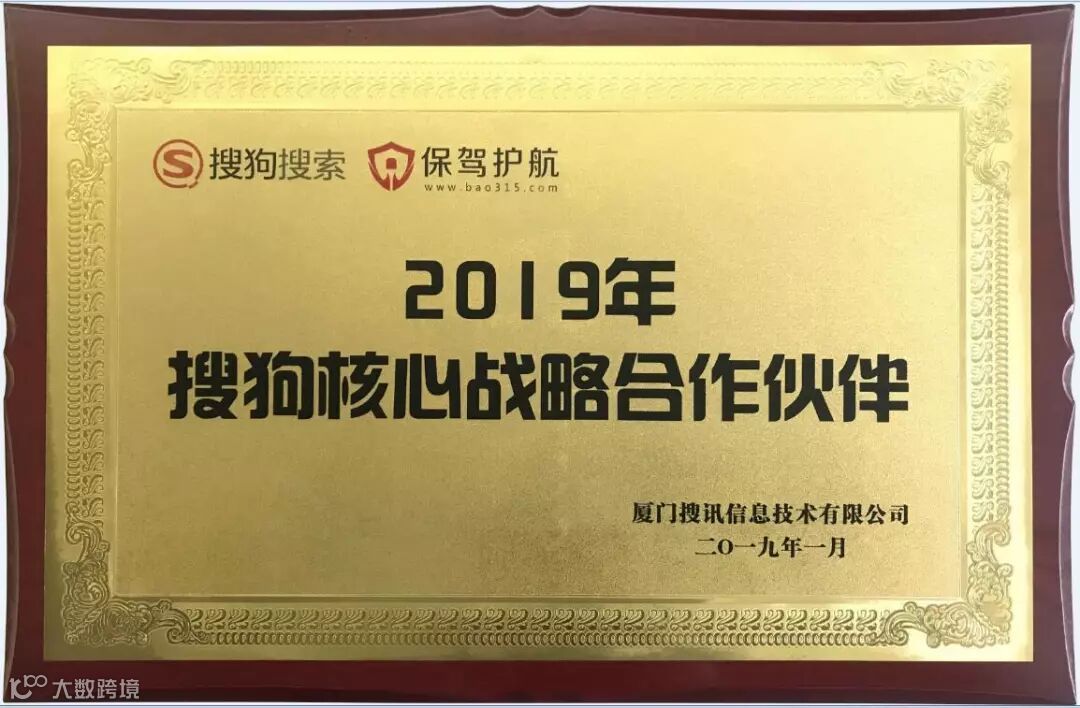 搜狗搜索 保驾护航
www.bao315.com
2019年
搜狗核心战略合作伙伴
厦门搜讯信息技术有限公司
二〇一九年一月
大数跨境